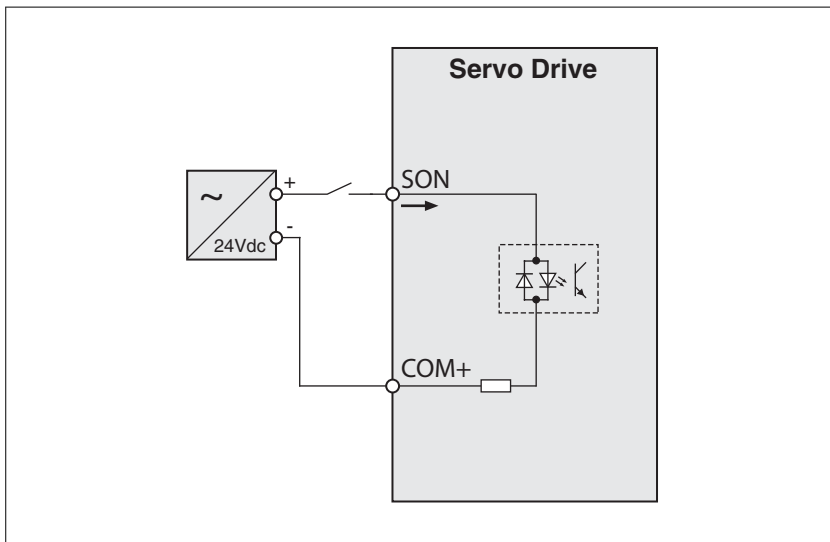 Servo Drive
+
SON
~
24Vdc
-
COM+